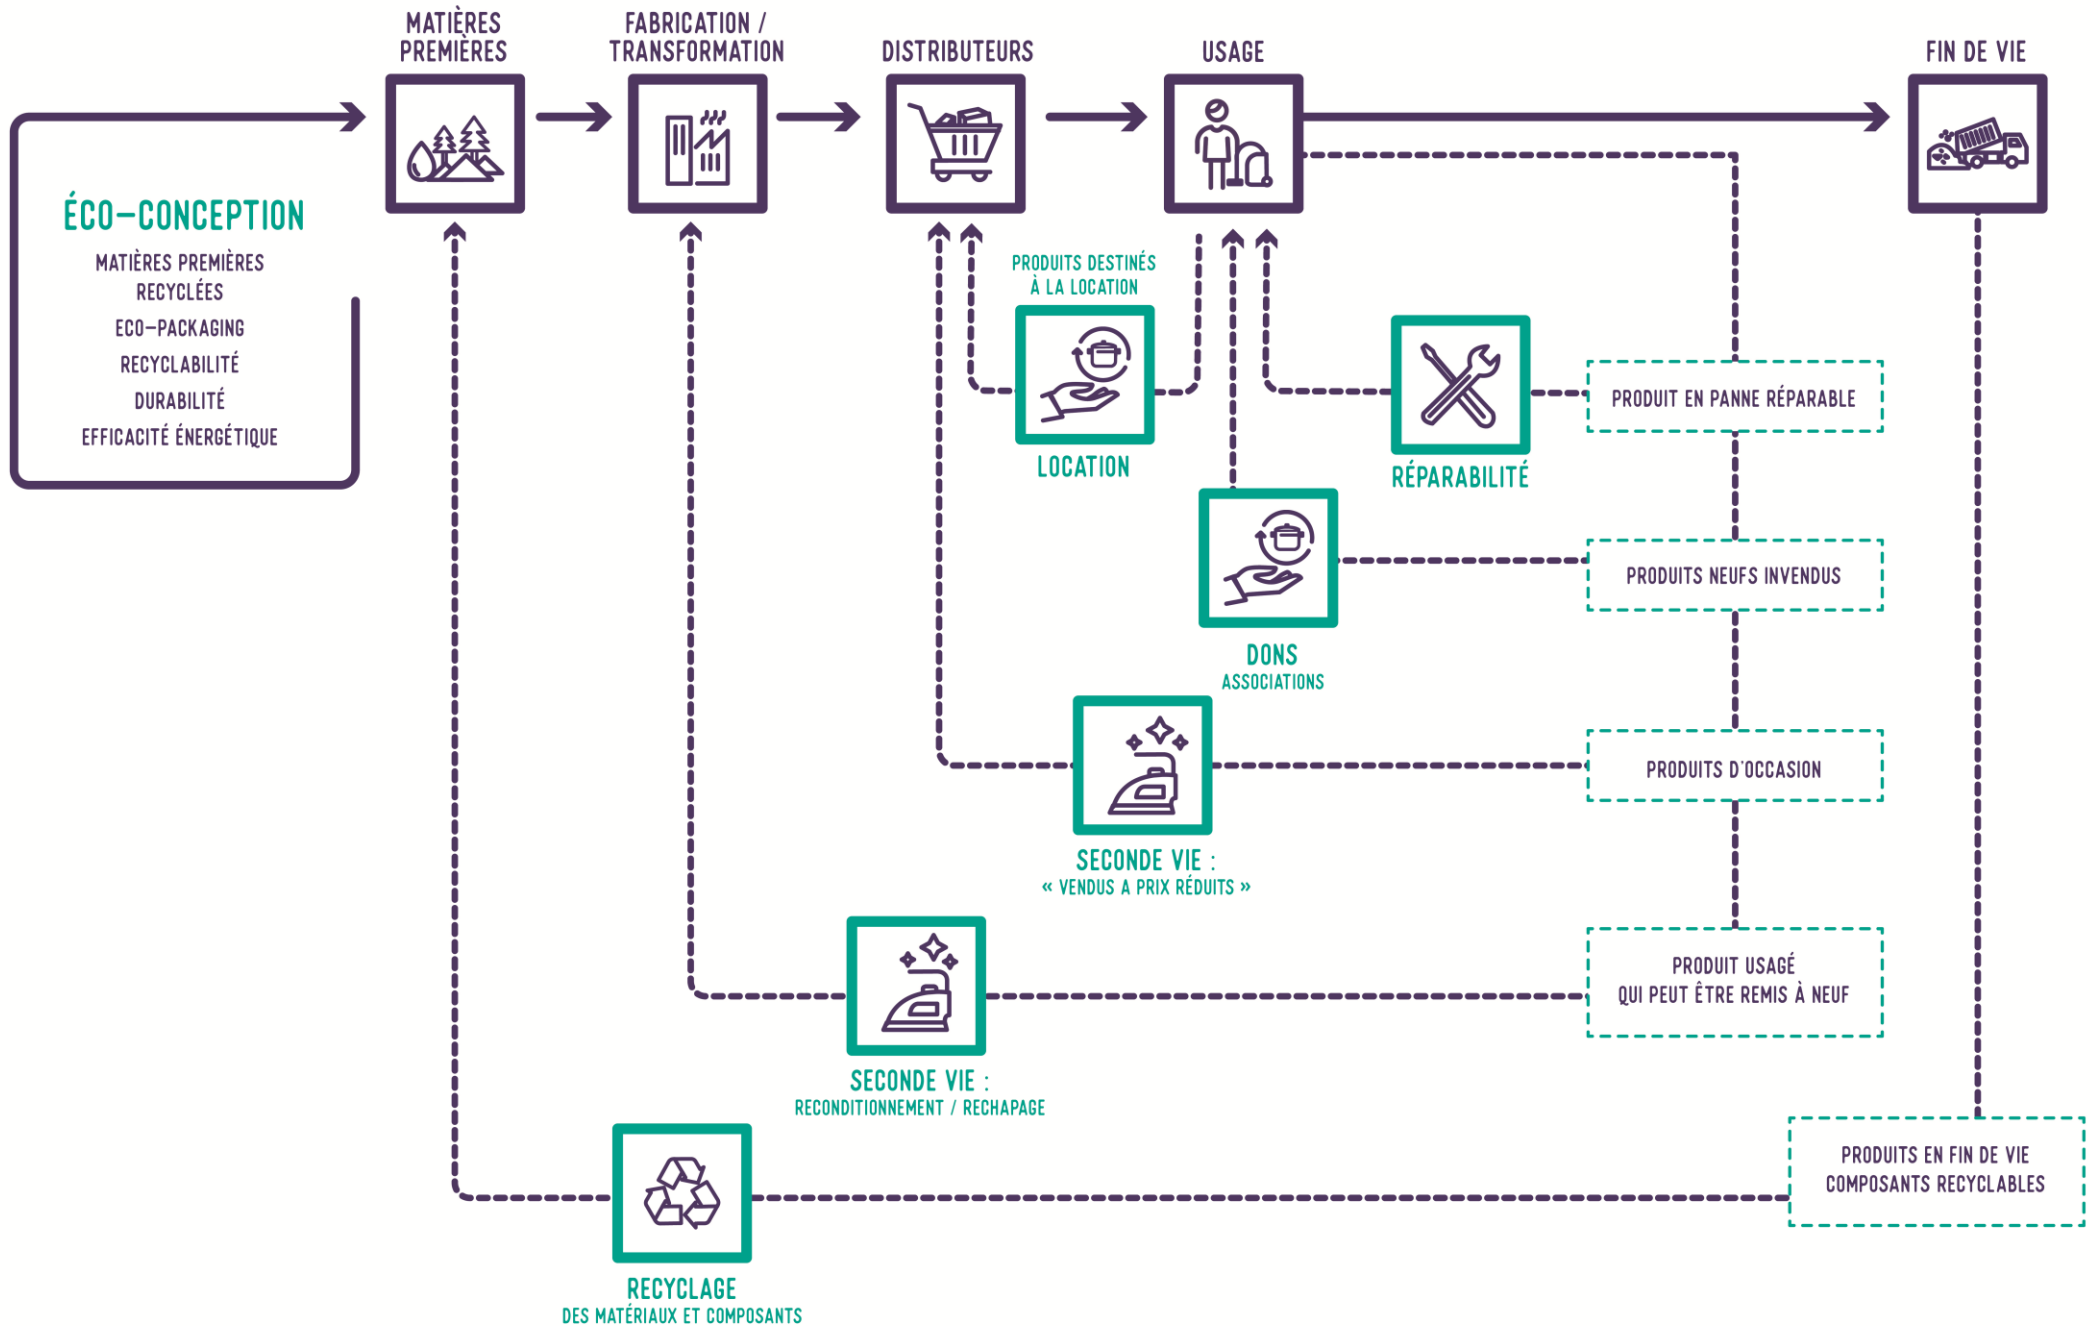 MATIÈRES
PREMIÈRES
FABRICATION /
TRANSFORMATION
DISTRIBUTEURS
USAGE
FIN DE VIE
ÉCO-CONCEPTION
MATIÈRES PREMIÈRES
RECYCLÉES
ECO-PACKAGING
RECYCLABILITÉ
DURABILITÉ
EFFICACITÉ ÉNERGÉTIQUE
PRODUITS DESTINÉS
À LA LOCATION
LOCATION
RÉPARABILITÉ
PRODUIT EN PANNE RÉPARABLE
DONS
ASSOCIATIONS
PRODUITS NEUFS INVENDUS
SECONDE VIE :
« VENDUS A PRIX RÉDUITS »
PRODUITS D'OCCASION
SECONDE VIE :
RECONDITIONNEMENT / RECHAPAGE
PRODUIT USAGÉ
QUI PEUT ÊTRE REMIS À NEUF
RECYCLAGE
DES MATÉRIAUX ET COMPOSANTS
PRODUITS EN FIN DE VIE
COMPOSANTS RECYCLABLES